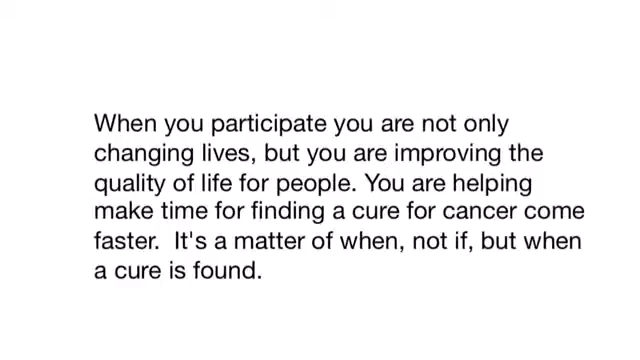 When you participate you are not only
changing lives, but you are improving the
quality of life for people. You are helping
make time for finding a cure for cancer come
faster.  It's a matter of when, not if, but when
a cure is found.